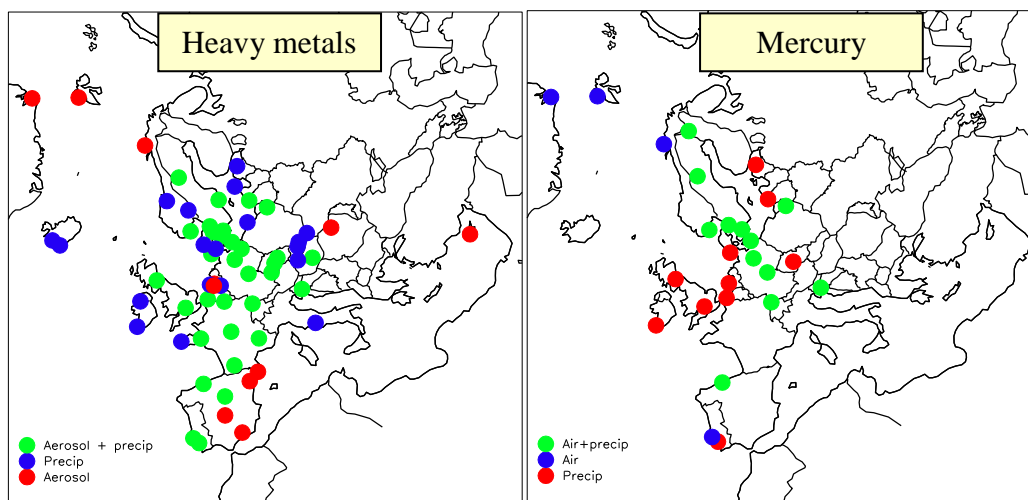 Heavy metals
Aerosol + precip
Precip
Aerosol
Mercury
Air+precip
Air
Precip